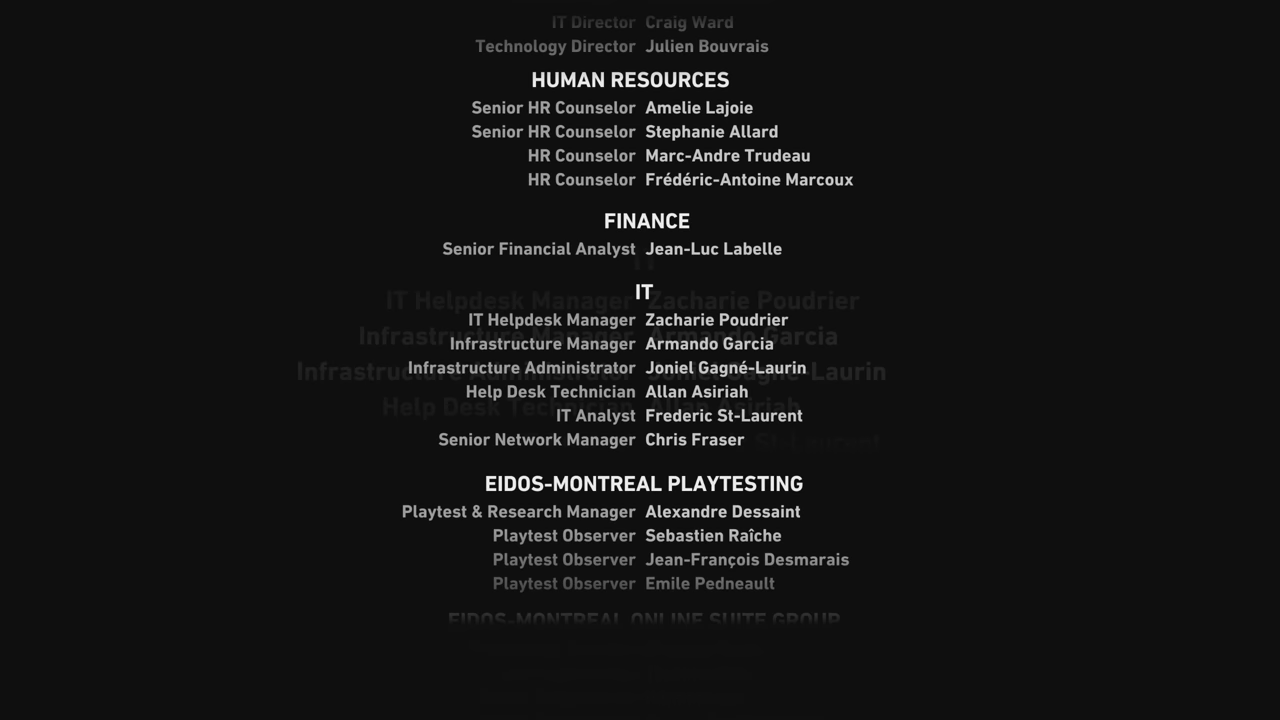 IT Director Craig Ward
Technology Director Julien Bouvrais
HUMAN RESOURCES
Senior HR Counselor Amelie Lajoie
Senior HR Counselor Stephanie Allard
HR Counselor Marc-Andre Trudeau
HR Counselor Frédéric-Antoine Marcoux
FINANCE
Senior Financial Analyst Jean-Luc Labelle
IT
IT Helpdesk Manager Zacharie Poudrier
Infrastructure Manager Armando Garcia
Infrastructure Administrator Joniel Gagné-Laurin
Help Desk Technician Allan Asiriah
IT Analyst Frederic St-Laurent
Senior Network Manager Chris Fraser
EIDOS-MONTREAL PLAYTESTING
Playtest & Research Manager Alexandre Dessaint
Playtest Observer Sebastien Raîche
Playtest Observer Jean-François Desmarais
Playtest Observer Emile Pedneault
EIDOS-MONTREAL ONLINE SUITE GROUP